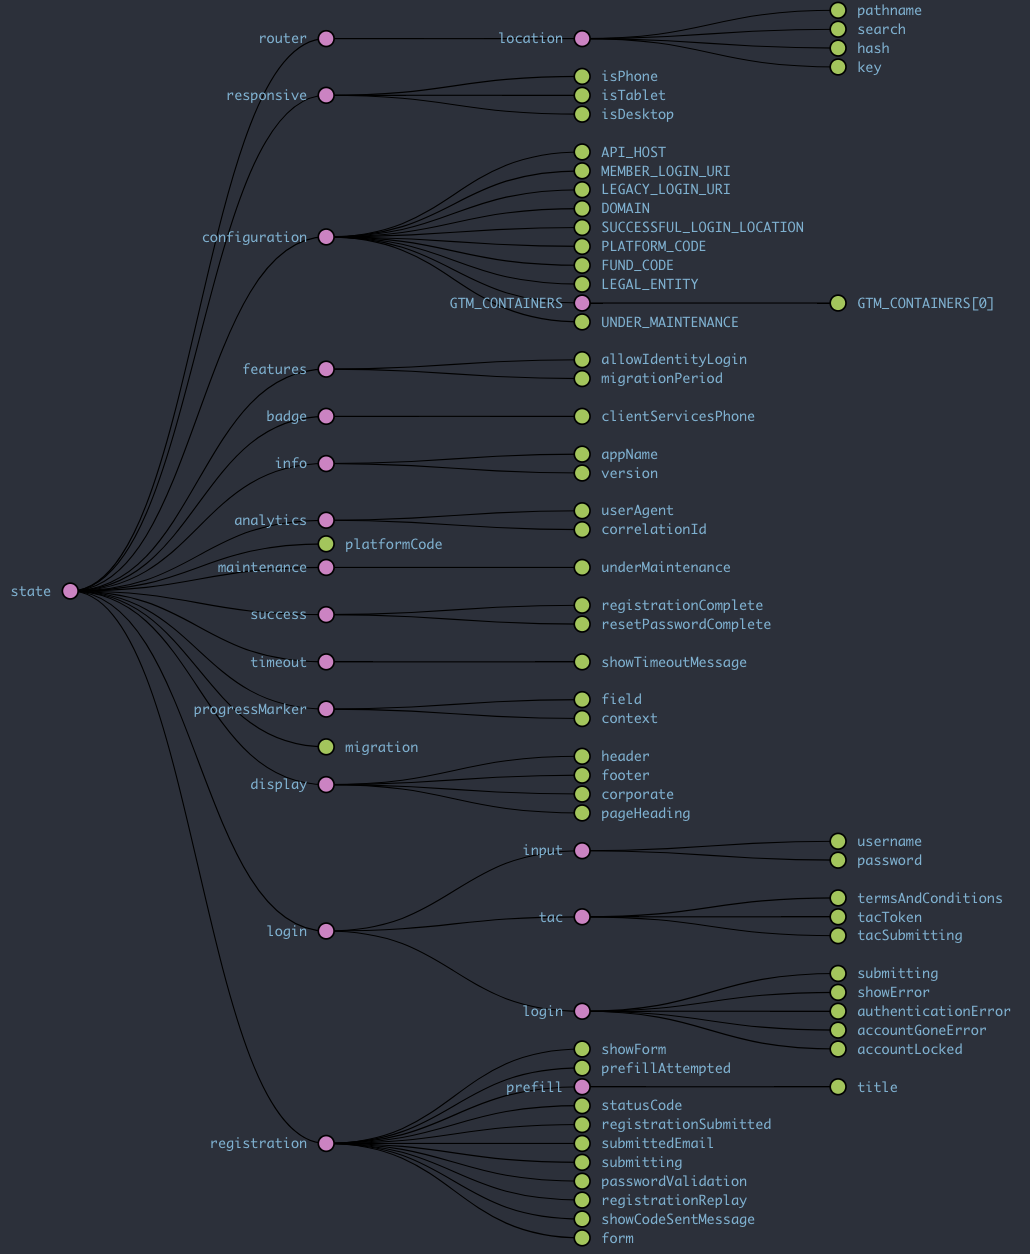 state
router
location
pathname
search
hash
key
responsive
isPhone
isTablet
isDesktop
configuration
API_HOST
MEMBER_LOGIN_URI
LEGACY_LOGIN_URI
DOMAIN
SUCCESSFUL_LOGIN_LOCATION
PLATFORM_CODE
FUND_CODE
LEGAL_ENTITY
GTM_CONTAINERS
GTM_CONTAINERS[0]
UNDER_MAINTENANCE
features
allowIdentityLogin
migrationPeriod
badge
clientServicesPhone
info
appName
version
analytics
userAgent
correlationId
platformCode
maintenance
underMaintenance
success
registrationComplete
resetPasswordComplete
timeout
showTimeoutMessage
progressMarker
field
context
migration
display
header
footer
corporate
pageHeading
login
input
username
password
tac
termsAndConditions
tacToken
tacSubmitting
login
submitting
showError
authenticationError
accountGoneError
accountLocked
registration
showForm
prefillAttempted
prefill
title
statusCode
registrationSubmitted
submittedEmail
submitting
passwordValidation
registrationReplay
showCodeSentMessage
form